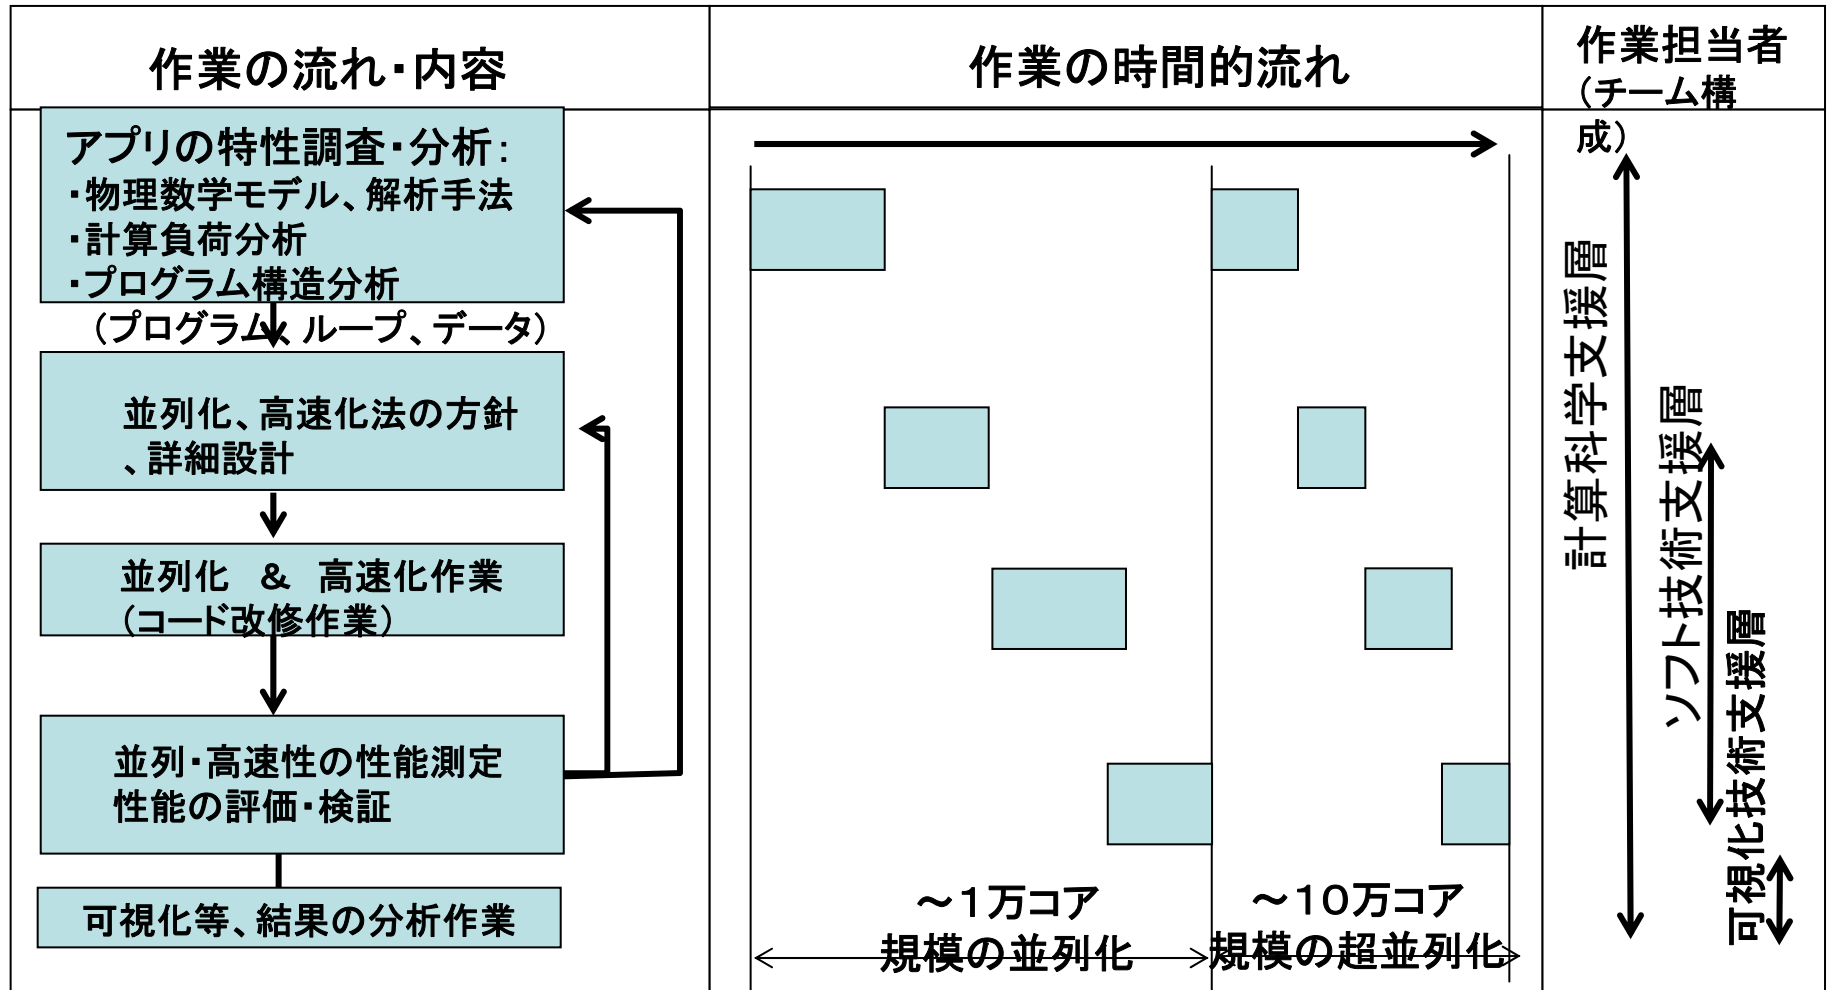 作業の流れ・内容
作業の時間的流れ
作業担当者
（チーム構
成）
アプリの特性調査・分析：
・物理数学モデル、解析手法
・計算負荷分析
・プログラム構造分析
（プログラム、ループ、データ）
並列化、高速化法の方針
、詳細設計
並列化　＆　高速化作業
（コード改修作業）
並列・高速性の性能測定
性能の評価・検証
可視化等、結果の分析作業
～１万コア
規模の並列化
～１０万コア
規模の超並列化
計算科学支援層
ソフト技術支援層
可視化技術支援層